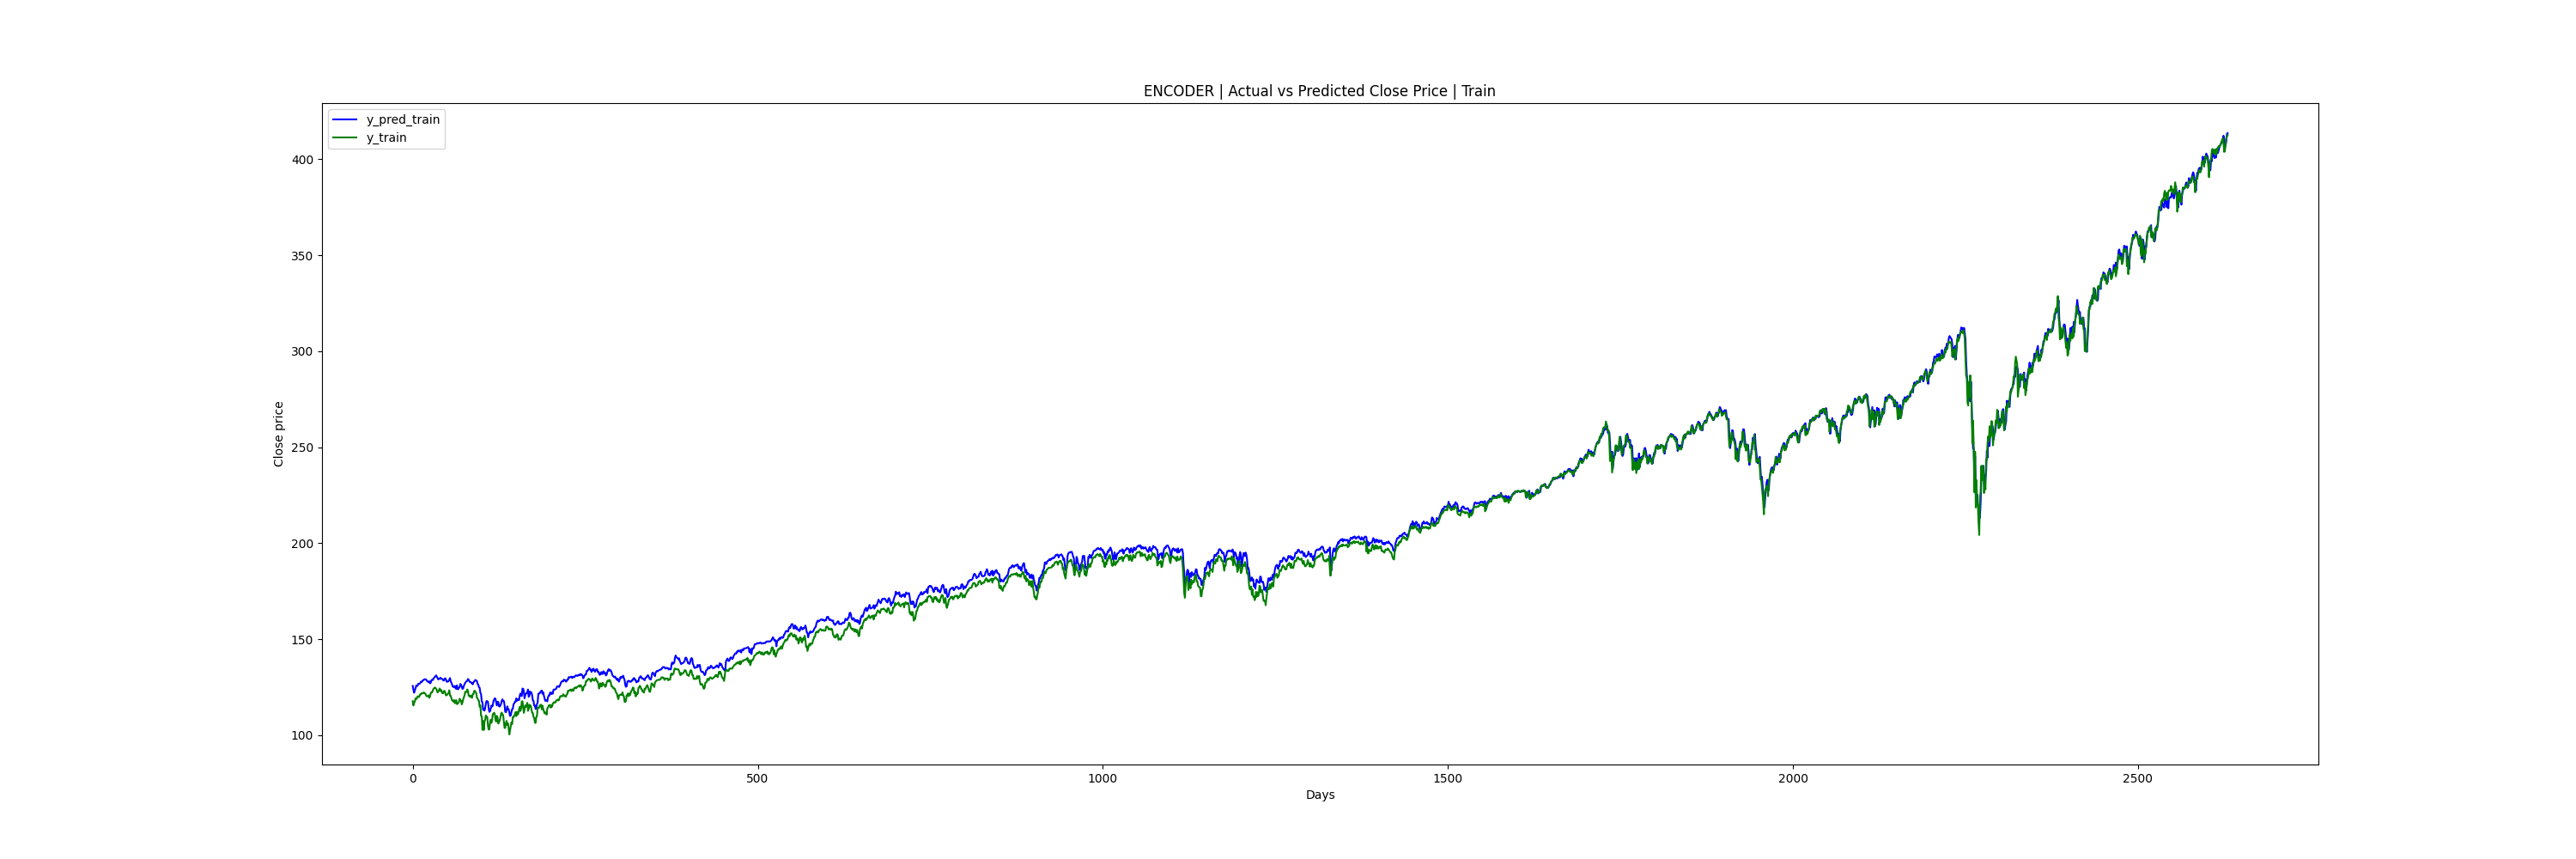 ENCODER | Actual vs Predicted Close Price | Train
y_pred_train
y_train
400
350
300
250
200
150
100
Close price
0 500 1000 1500 2000 2500
Days